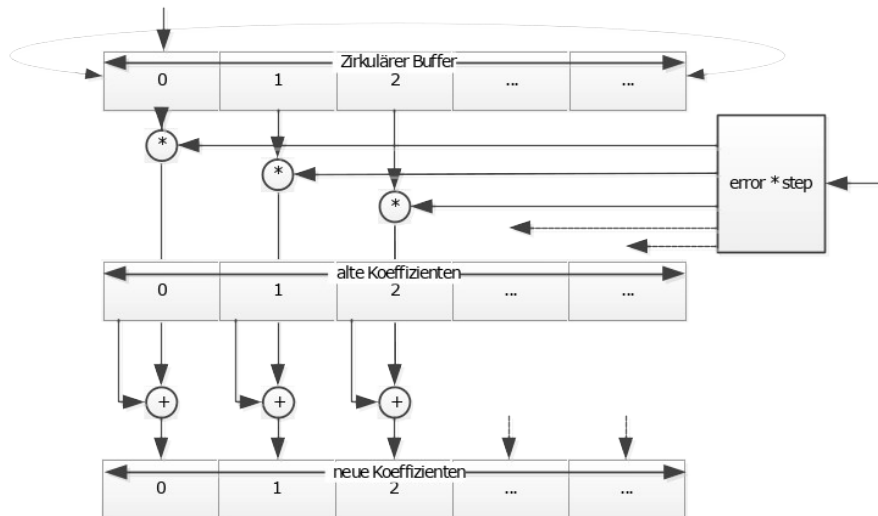 Zirkulärer Buffer
0 1 2 ... ...
*
*
*
error * step
alte Koeffizienten
0 1 2 ... ...
+ + +
neue Koeffizienten
0 1 2 ... ...